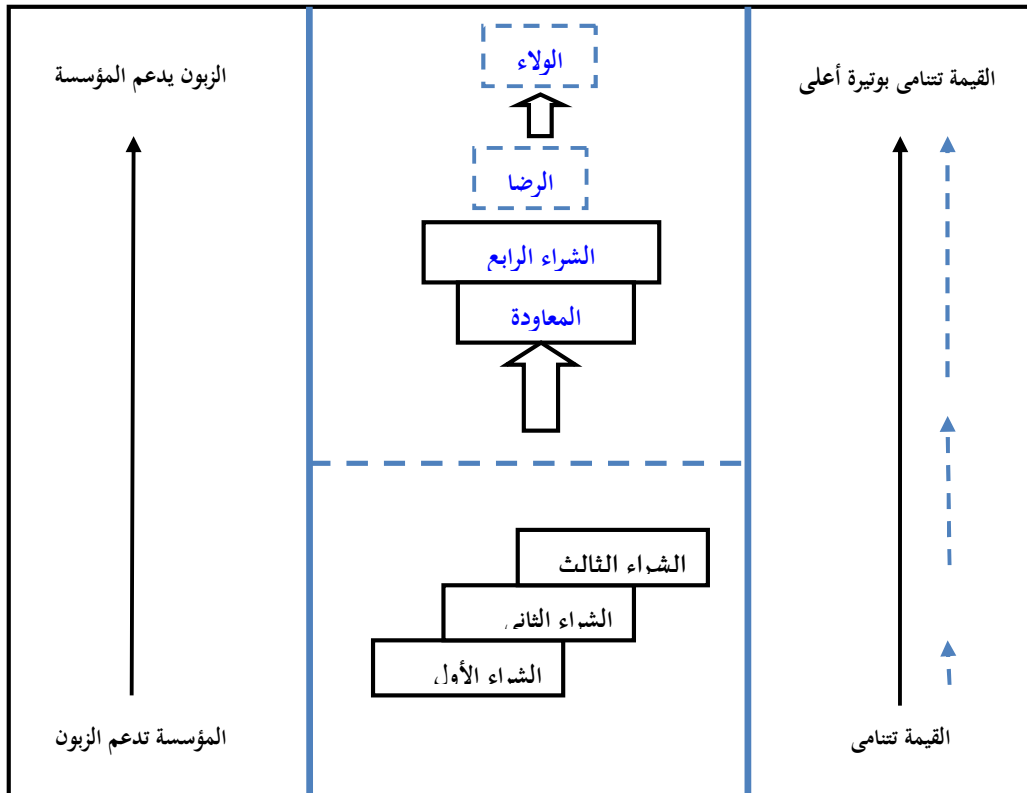 الولاء
القيمة تتنامى بوتيرة أعلى
الزبون يدعم المؤسسة
الرضا
الشراء الرابع
المعاودة
الشراء الثالث
الشراء الثاني
الشراء الأول
القيمة تتنامى
المؤسسة تدعم الزبون